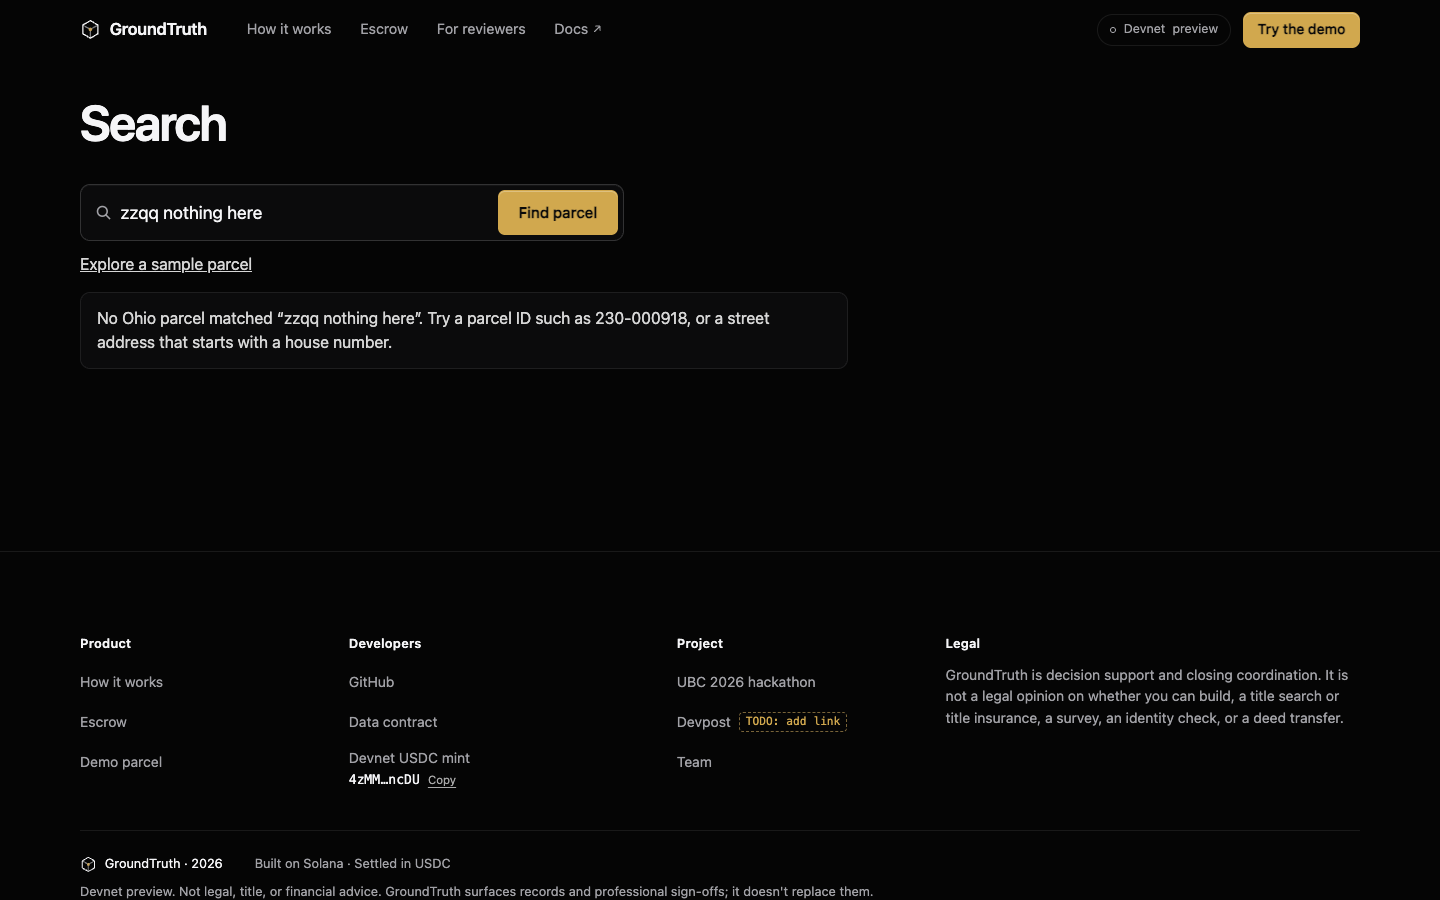 GroundTruth
How it works
Escrow
For reviewers
Docs ↗
Devnet preview
Try the demo
Search
zzqq nothing here
Find parcel
Explore a sample parcel
No Ohio parcel matched “zzqq nothing here”. Try a parcel ID such as 230-000918, or a street
address that starts with a house number.
Product
How it works
Escrow
Demo parcel
Developers
GitHub
Data contract
Devnet USDC mint
4zMM…ncDU Copy
Project
UBC 2026 hackathon
Devpost TODO: add link
Team
Legal
GroundTruth is decision support and closing coordination. It is
not a legal opinion on whether you can build, a title search or
title insurance, a survey, an identity check, or a deed transfer.
GroundTruth · 2026
Built on Solana · Settled in USDC
Devnet preview. Not legal, title, or financial advice. GroundTruth surfaces records and professional sign-offs; it doesn't replace them.